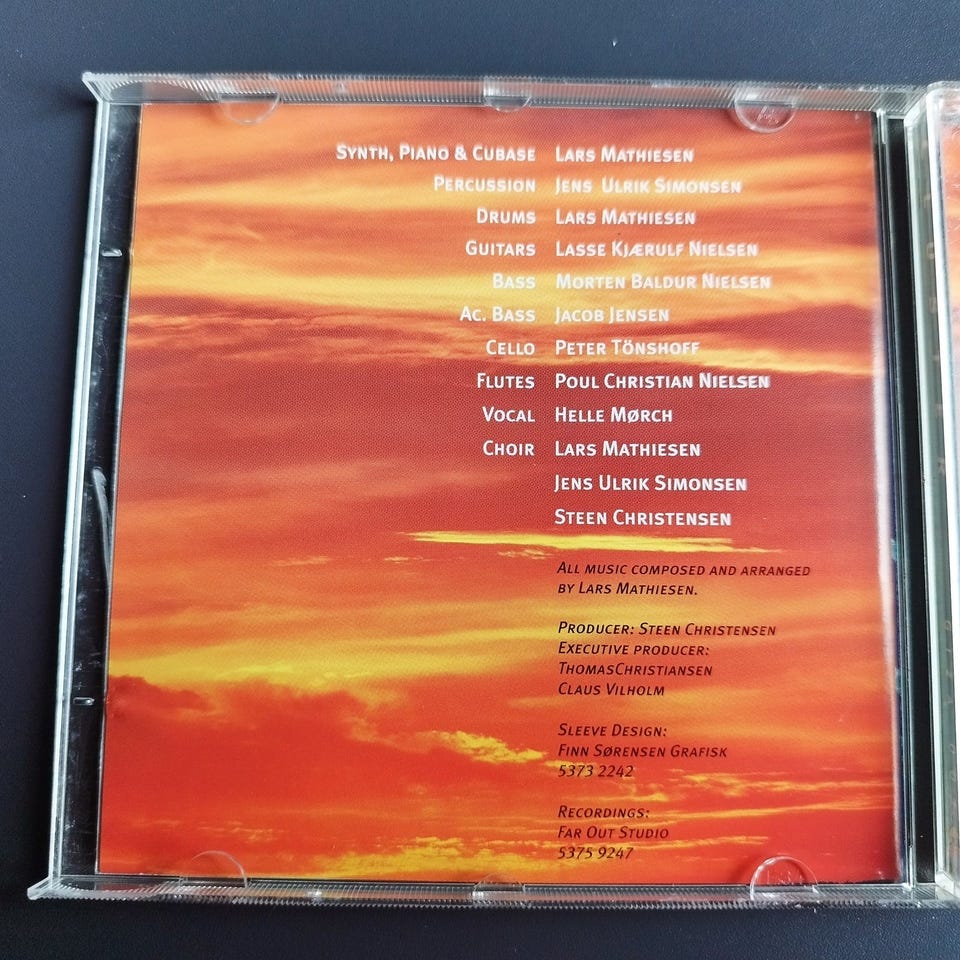 SYNTH, PIANO & CUBASE LARS MATHIESEN
PERCUSSION JENS ULRIK SIMONSEN
DRUMS LARS MATHIESEN
GUITARS LASSE KJÆRULF NIELSEN
BASS MORTEN BALDUR NIELSEN
AC. BASS JACOB JENSEN
CELLO PETER TÖNSHOFF
FLUTES POUL CHRISTIAN NIELSEN
VOCAL HELLE MØRCH
CHOIR LARS MATHIESEN
JENS ULRIK SIMONSEN
STEEN CHRISTENSEN
ALL MUSIC COMPOSED AND ARRANGED
BY LARS MATHIESEN.
PRODUCER: STEEN CHRISTENSEN
EXECUTIVE PRODUCER:
THOMASCHRISTIANSEN
CLAUS VILHOLM
SLEEVE DESIGN:
FINN SØRENSEN GRAFISK
5373 2242
RECORDINGS:
FAR OUT STUDIO
5375 9247